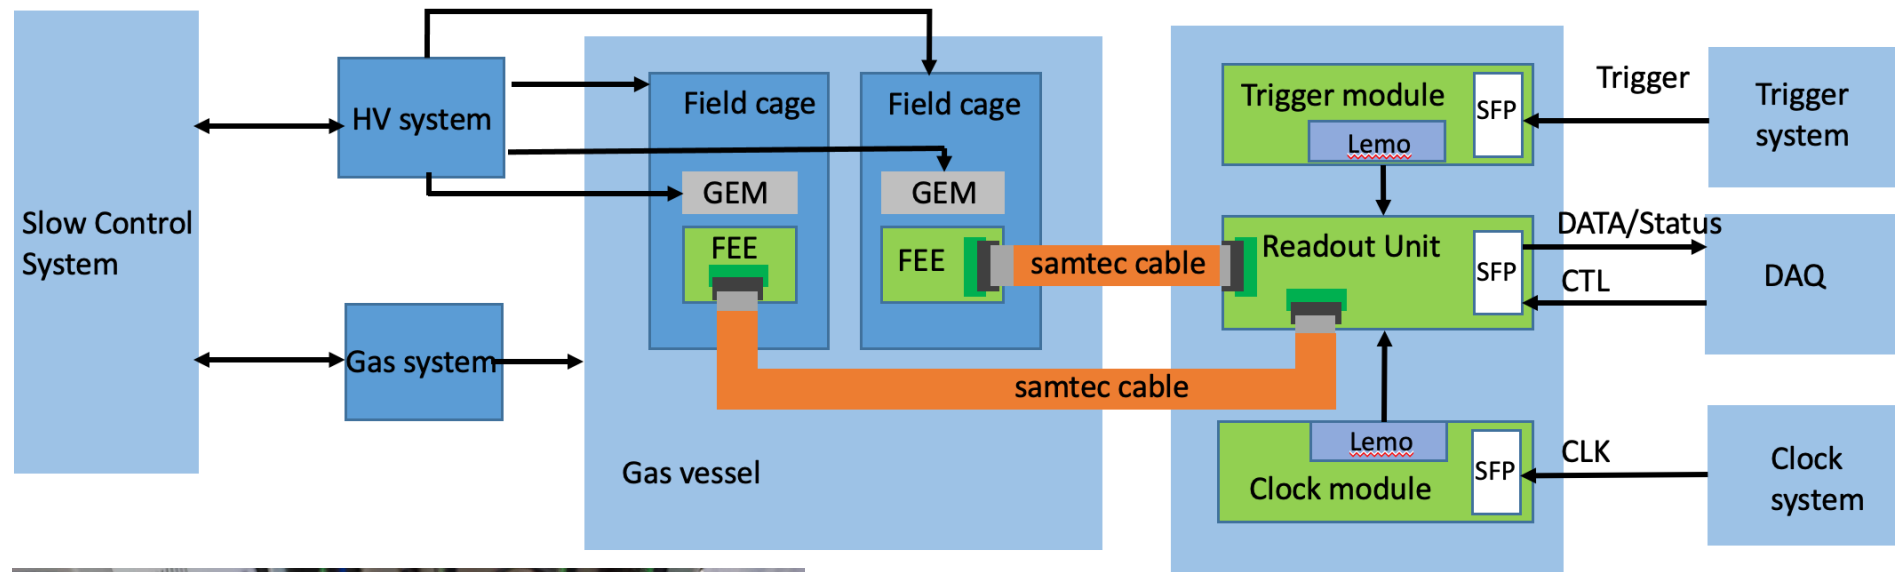 Slow Control
System
HV system
Gas system
Field cage
GEM
FEE
Field cage
GEM
FEE
samtec cable
samtec cable
Gas vessel
Trigger module
SFP
Lemo
Readout Unit
SFP
Lemo
Clock module
SFP
Trigger
DATA/Status
CTL
CLK
Trigger
system
DAQ
Clock
system